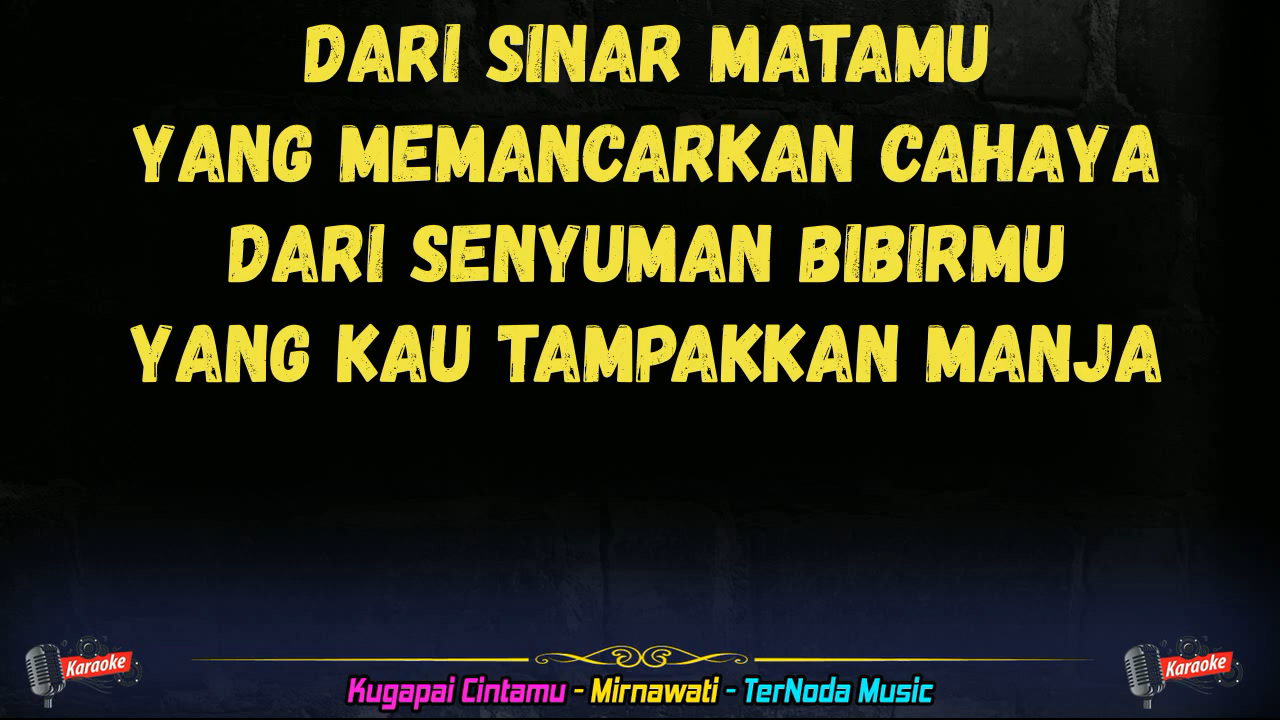 DARI SINAR MATAMU
YANG MEMANCARKAN CAHAYA
DARI SENYUMAN BIBIRMU
YANG KAU TAMPAKKAN MANJA
Karaoke
Karaoke
Kugapai Cintamu - Mirnawati - TerNoda Music